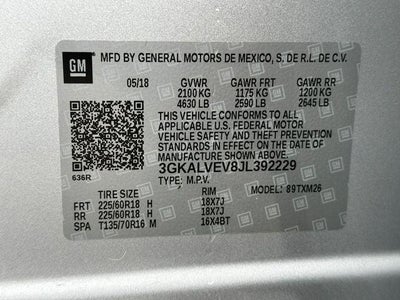 GM MFD BY GENERAL MOTORS DE MEXICO, S. DE R.L. DE C.V.
05/18 GVWR GAWR FRT GAWR RR
2100 KG 1175 KG 1200 KG
4630 LB 2590 LB 2645 LB
THIS VEHICLE CONFORMS TO ALL
APPLICABLE U.S. FEDERAL MOTOR
VEHICLE SAFETY, BUMPER, AND THEFT
PREVENTION STANDARDS IN EFFECT ON THE
DATE OF MANUFACTURE SHOWN ABOVE.
636R 3GKALVEV8JL392229
TYPE: M.P.V. MODEL: 89TXM26
TIRE SIZE RIM
FRT 225/60R18 H 18X7J
RR 225/60R18 H 18X7J
SPA T135/70R16 M 16X4BT